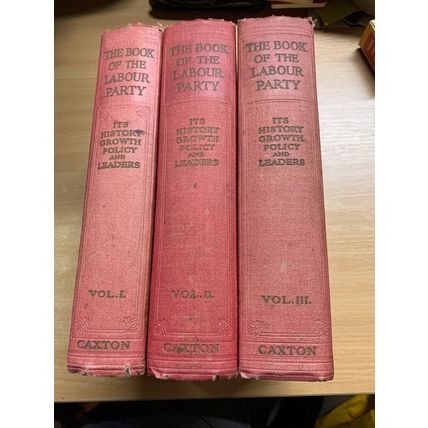 THE BOOK
OF THE
LABOUR
PARTY
ITS
HISTORY
GROWTH
POLICY
AND
LEADERS
VOL. I.
CAXTON
THE BOOK
OF THE
LABOUR
PARTY
ITS
HISTORY
GROWTH
POLICY
AND
LEADERS
VOL. II.
CAXTON
THE BOOK
OF THE
LABOUR
PARTY
ITS
HISTORY
GROWTH
POLICY
AND
LEADERS
VOL. III.
CAXTON